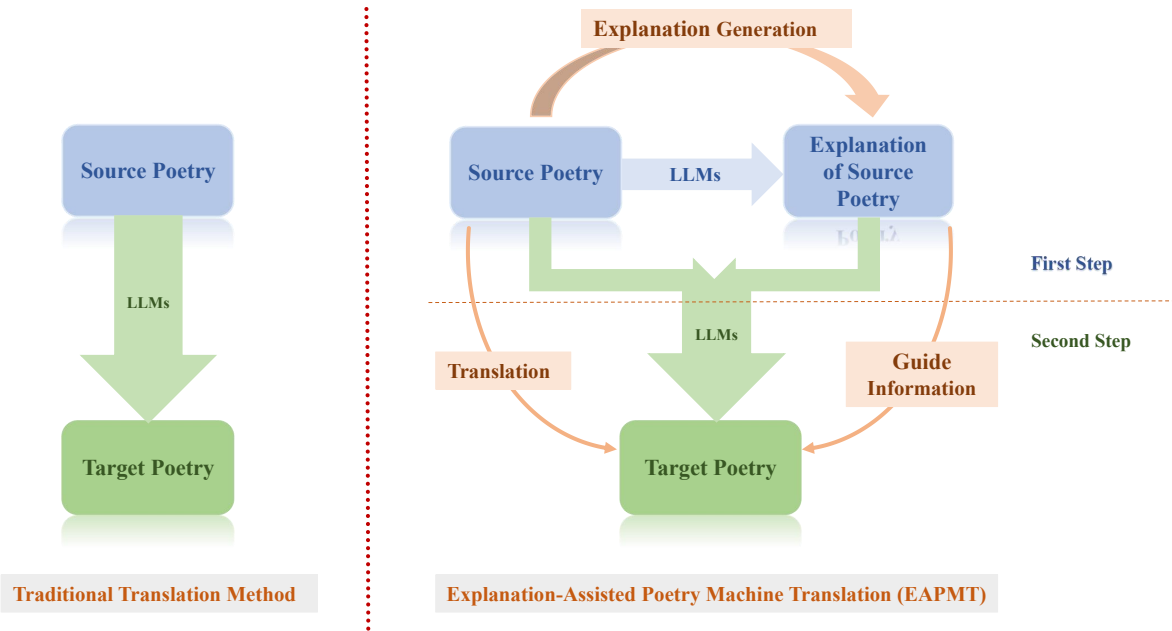 Source Poetry
LLMs
Target Poetry
Traditional Translation Method
Explanation Generation
Source Poetry
LLMs
Explanation
of Source
Poetry
First Step
Second Step
LLMs
Translation
Guide
Information
Target Poetry
Explanation-Assisted Poetry Machine Translation (EAPMT)